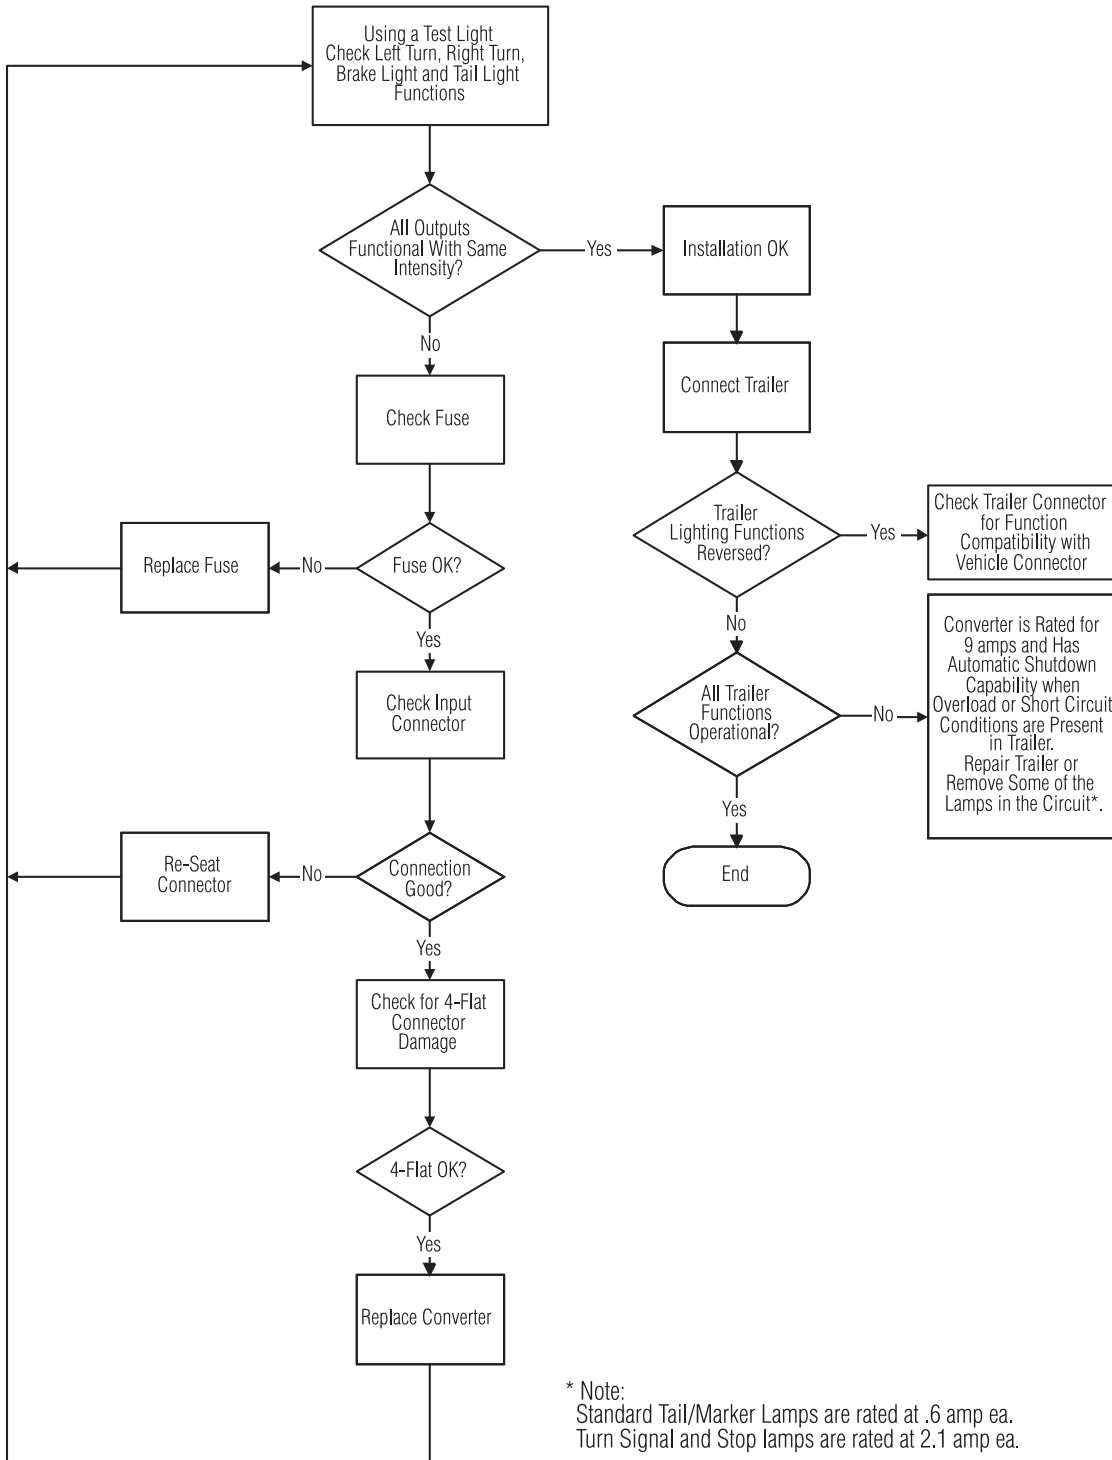 Using a Test Light
Check Left Turn, Right Turn,
Brake Light and Tail Light
Functions
All Outputs
Functional With Same
Intensity?
Yes
Installation OK
No
Check Fuse
Connect Trailer
Fuse OK?
No
Replace Fuse
Trailer
Lighting Functions
Reversed?
Yes
Check Trailer Connector
for Function
Compatibility with
Vehicle Connector
Yes
Check Input
Connector
No
All Trailer
Functions
Operational?
No
Converter is Rated for
9 amps and Has
Automatic Shutdown
Capability when
Overload or Short Circuit
Conditions are Present
in Trailer.
Repair Trailer or
Remove Some of the
Lamps in the Circuit*.
Yes
End
Connection
Good?
No
Re-Seat
Connector
Yes
Check for 4-Flat
Connector
Damage
4-Flat OK?
Yes
Replace Converter
* Note:
Standard Tail/Marker Lamps are rated at .6 amp ea.
Turn Signal and Stop lamps are rated at 2.1 amp ea.